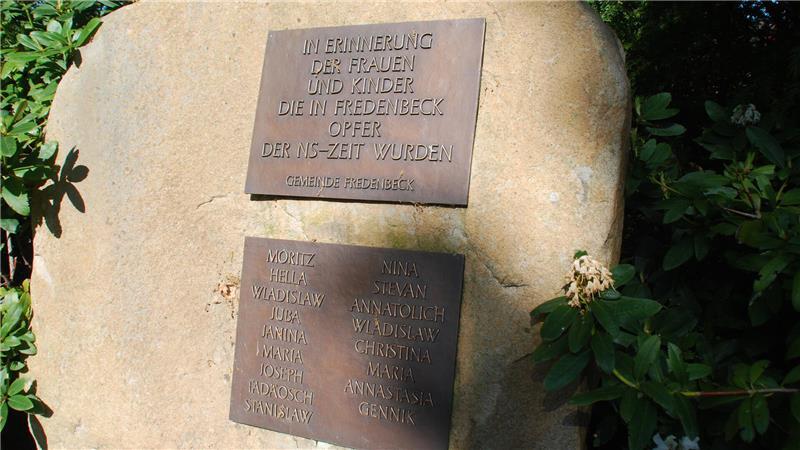 IN ERINNERUNG
DER FRAUEN
UND KINDER
DIE IN FREDENBECK
OPFER
DER NS-ZEIT WURDEN
GEMEINDE FREDENBECK
MORITZ
HELLA
WLADISLAW
JUBA
JANINA
MARIA
JOSEPH
TADÄOSCH
STANISLAW
NINA
STEVAN
ANNATOLICH
WLADISLAW
CHRISTINA
MARIA
ANNASTASIA
GENNIK